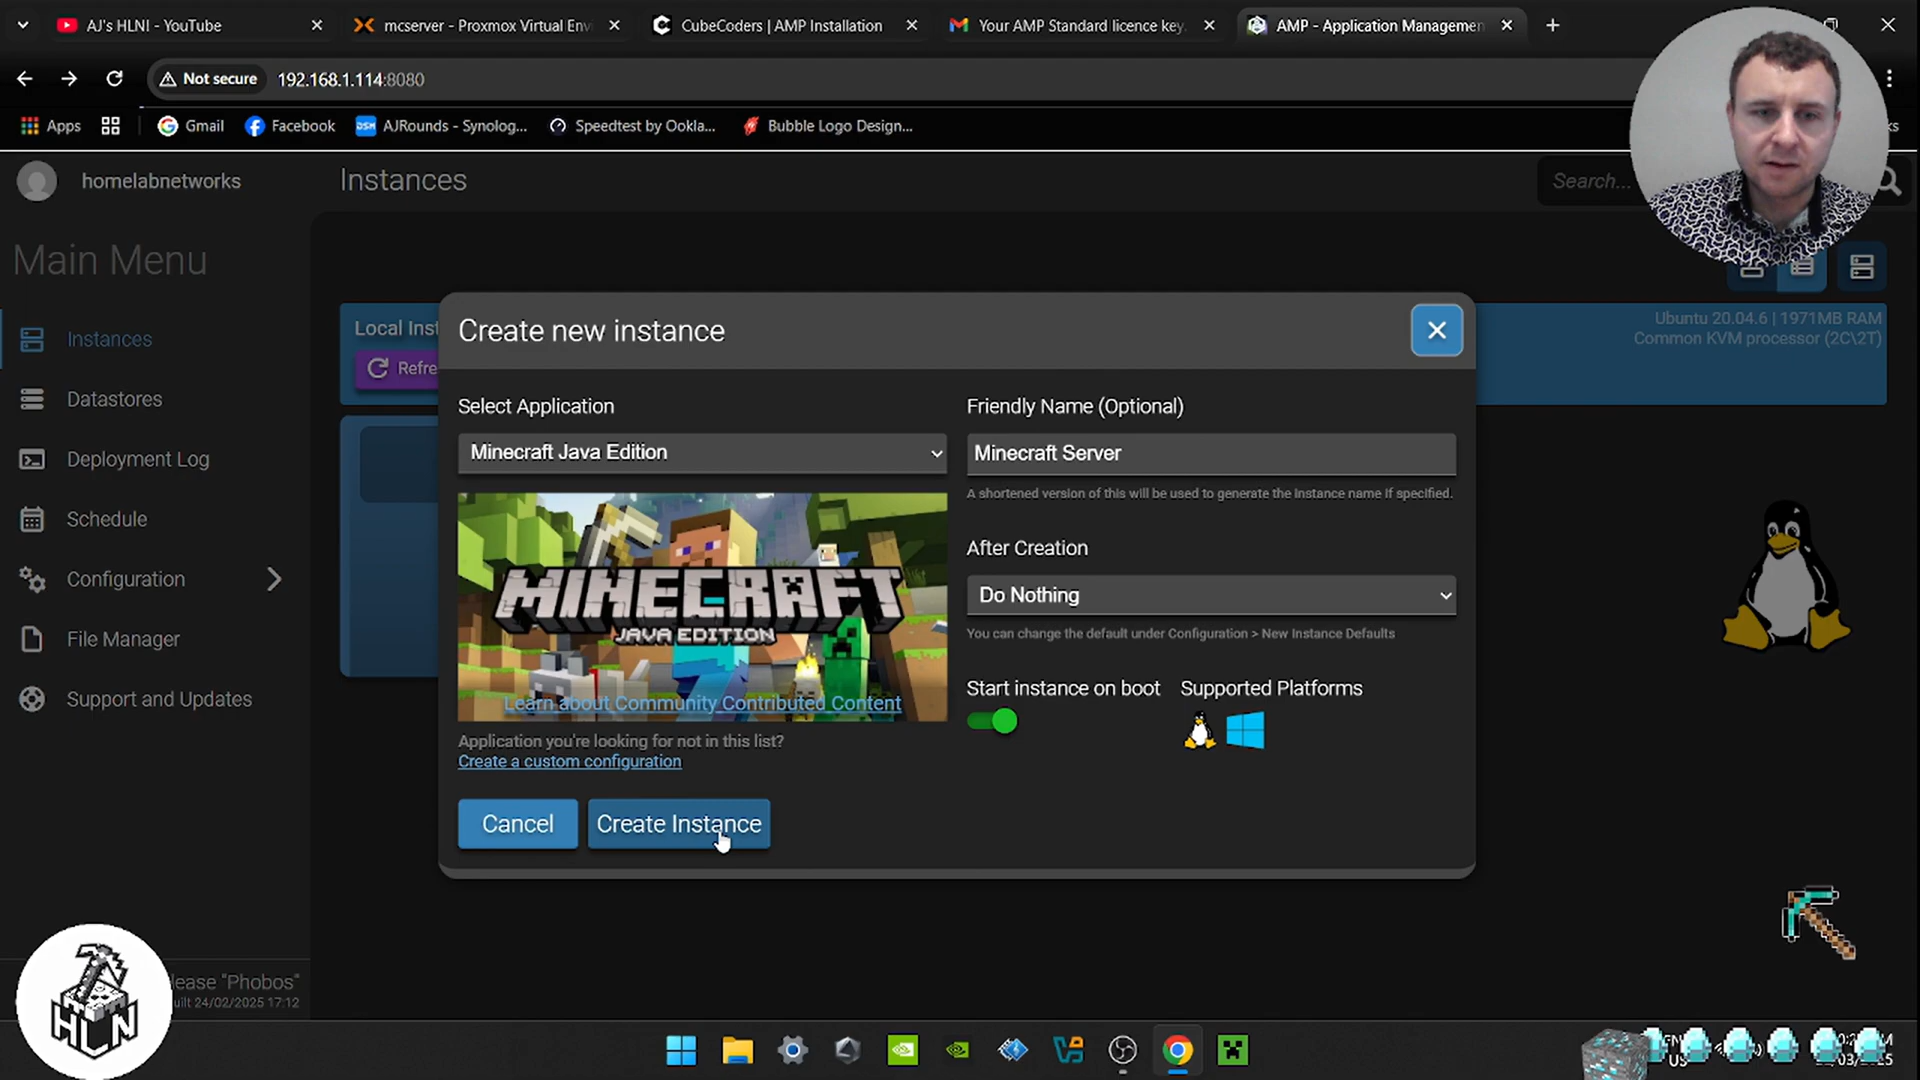 AJ's HLNI - YouTube
mcserver - Proxmox Virtual Env
CubeCoders | AMP Installation
Your AMP Standard licence key.
AMP - Application Managemen
Not secure
192.168.1.114:8080
Apps
Gmail
Facebook
DSM
AJRounds - Synolog...
Speedtest by Ookla...
Bubble Logo Design...
homelabnetworks
Instances
Search...
Main Menu
Instances
Datastores
Deployment Log
Schedule
Configuration
File Manager
Support and Updates
Local Inst
Refre
Ubuntu 20.04.6 | 1971MB RAM
Common KVM processor (2C\2T)
Create new instance
Select Application
Minecraft Java Edition
MINECRAFT
JAVA EDITION
Learn about Community Contributed Content
Application you're looking for not in this list?
Create a custom configuration
Friendly Name (Optional)
Minecraft Server
A shortened version of this will be used to generate the instance name if specified.
After Creation
Do Nothing
You can change the default under Configuration > New Instance Defaults
Start instance on boot
Supported Platforms
Cancel
Create Instance
lease "Phobos"
uilt 24/02/2025 17:12
HLN
US